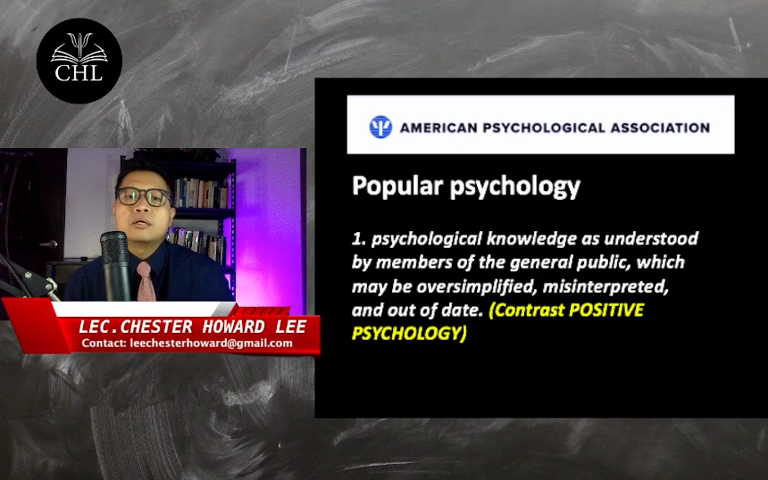 CHL
AMERICAN PSYCHOLOGICAL ASSOCIATION
Popular psychology
1. psychological knowledge as understood
by members of the general public, which
may be oversimplified, misinterpreted,
and out of date. (Contrast POSITIVE
PSYCHOLOGY)
LEC.CHESTER HOWARD LEE
Contact: leechesterhoward@gmail.com